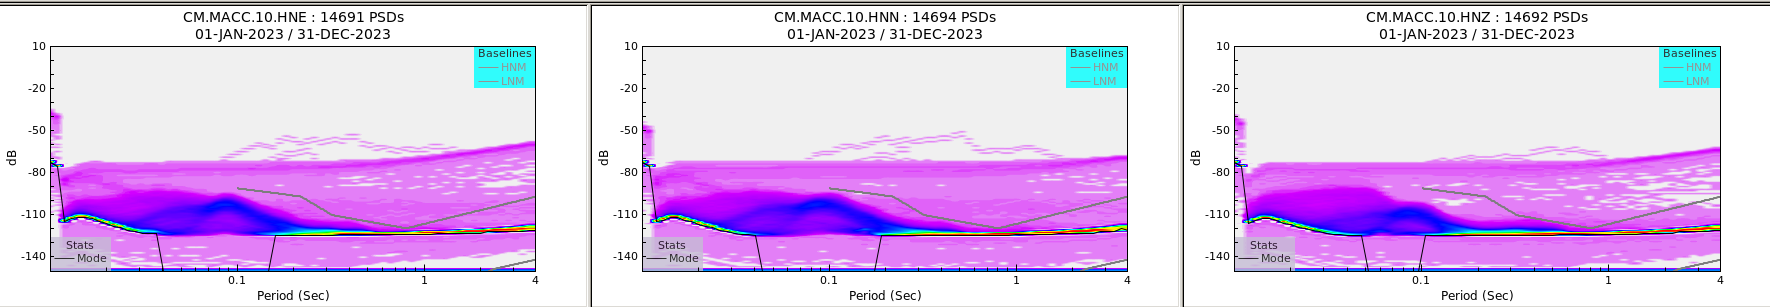 CM.MACC.10.HNE : 14691 PSDs
01-JAN-2023 / 31-DEC-2023
10
-20
-50
-80
-110
-140
dB
Baselines
HNM
LNM
Stats
Mode
0.1
1
4
Period (Sec)
CM.MACC.10.HNN : 14694 PSDs
01-JAN-2023 / 31-DEC-2023
10
-20
-50
-80
-110
-140
dB
Baselines
HNM
LNM
Stats
Mode
0.1
1
4
Period (Sec)
CM.MACC.10.HNZ : 14692 PSDs
01-JAN-2023 / 31-DEC-2023
10
-20
-50
-80
-110
-140
dB
Baselines
HNM
LNM
Stats
Mode
0.1
1
4
Period (Sec)